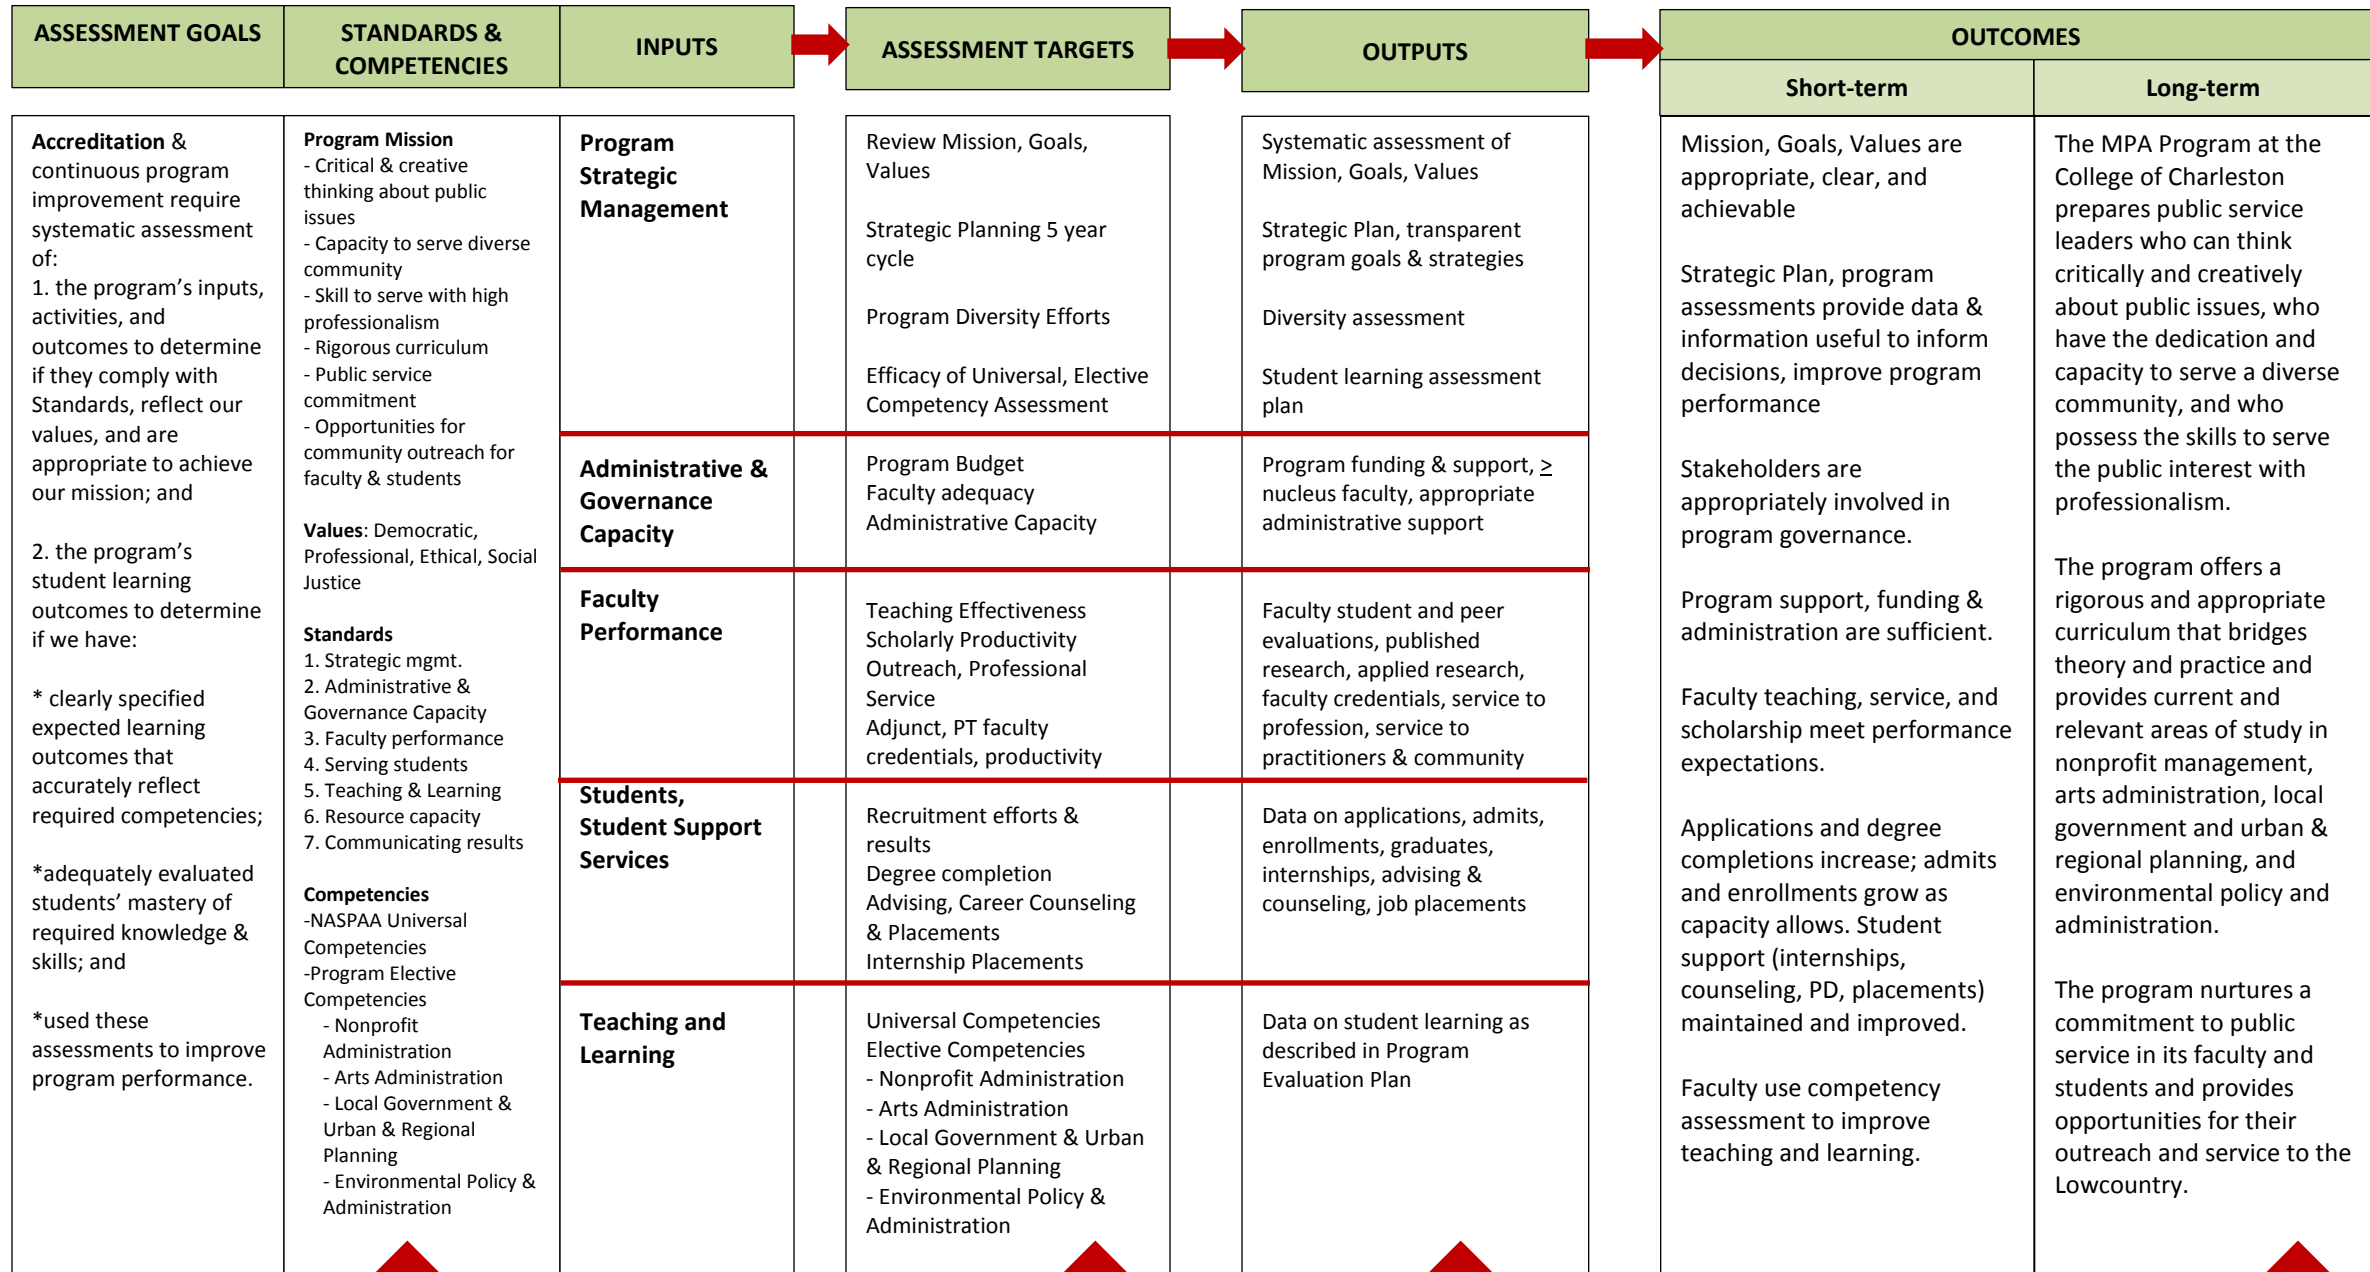 ASSESSMENT GOALS
STANDARDS &
COMPETENCIES
INPUTS
ASSESSMENT TARGETS
OUTPUTS
OUTCOMES
Short-term
Long-term
Accreditation &
continuous program
improvement require
systematic assessment
of:
1. the program’s inputs,
activities, and
outcomes to determine
if they comply with
Standards, reflect our
values, and are
appropriate to achieve
our mission; and
2. the program’s
student learning
outcomes to determine
if we have:
* clearly specified
expected learning
outcomes that
accurately reflect
required competencies;
*adequately evaluated
students’ mastery of
required knowledge &
skills; and
*used these
assessments to improve
program performance.
Program Mission
- Critical & creative
thinking about public
issues
- Capacity to serve diverse
community
- Skill to serve with high
professionalism
- Rigorous curriculum
- Public service
commitment
- Opportunities for
community outreach for
faculty & students
Values: Democratic,
Professional, Ethical, Social
Justice
Standards
1. Strategic mgmt.
2. Administrative &
Governance Capacity
3. Faculty performance
4. Serving students
5. Teaching & Learning
6. Resource capacity
7. Communicating results
Competencies
-NASPAA Universal
Competencies
-Program Elective
Competencies
- Nonprofit
Administration
- Arts Administration
- Local Government &
Urban & Regional
Planning
- Environmental Policy &
Administration
Program
Strategic
Management
Review Mission, Goals,
Values
Strategic Planning 5 year
cycle
Program Diversity Efforts
Efficacy of Universal, Elective
Competency Assessment
Systematic assessment of
Mission, Goals, Values
Strategic Plan, transparent
program goals & strategies
Diversity assessment
Student learning assessment
plan
Administrative &
Governance
Capacity
Program Budget
Faculty adequacy
Administrative Capacity
Program funding & support, ≥
nucleus faculty, appropriate
administrative support
Faculty
Performance
Teaching Effectiveness
Scholarly Productivity
Outreach, Professional
Service
Adjunct, PT faculty
credentials, productivity
Faculty student and peer
evaluations, published
research, applied research,
faculty credentials, service to
profession, service to
practitioners & community
Students,
Student Support
Services
Recruitment efforts &
results
Degree completion
Advising, Career Counseling
& Placements
Internship Placements
Data on applications, admits,
enrollments, graduates,
internships, advising &
counseling, job placements
Teaching and
Learning
Universal Competencies
Elective Competencies
- Nonprofit Administration
- Arts Administration
- Local Government & Urban
& Regional Planning
- Environmental Policy &
Administration
Data on student learning as
described in Program
Evaluation Plan
Mission, Goals, Values are
appropriate, clear, and
achievable
Strategic Plan, program
assessments provide data &
information useful to inform
decisions, improve program
performance
Stakeholders are
appropriately involved in
program governance.
Program support, funding &
administration are sufficient.
Faculty teaching, service, and
scholarship meet performance
expectations.
Applications and degree
completions increase; admits
and enrollments grow as
capacity allows. Student
support (internships,
counseling, PD, placements)
maintained and improved.
Faculty use competency
assessment to improve
teaching and learning.
The MPA Program at the
College of Charleston
prepares public service
leaders who can think
critically and creatively
about public issues, who
have the dedication and
capacity to serve a diverse
community, and who
possess the skills to serve
the public interest with
professionalism.
The program offers a
rigorous and appropriate
curriculum that bridges
theory and practice and
provides current and
relevant areas of study in
nonprofit management,
arts administration, local
government and urban &
regional planning, and
environmental policy and
administration.
The program nurtures a
commitment to public
service in its faculty and
students and provides
opportunities for their
outreach and service to the
Lowcountry.